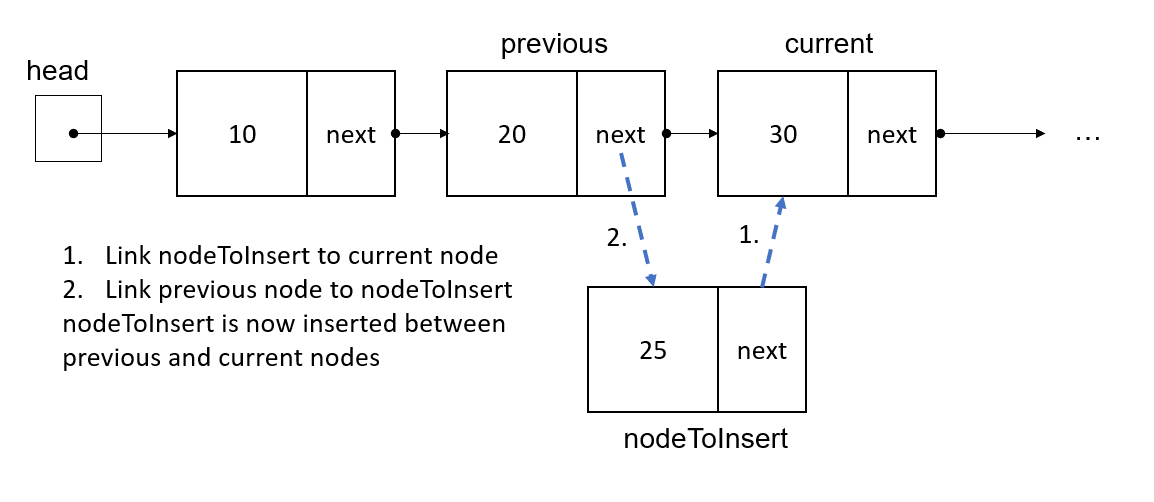 previous current
head
10 next 20 next 30 next ...
2. 1.
1. Link nodeToInsert to current node
2. Link previous node to nodeToInsert
nodeToInsert is now inserted between
previous and current nodes
25 next
nodeToInsert